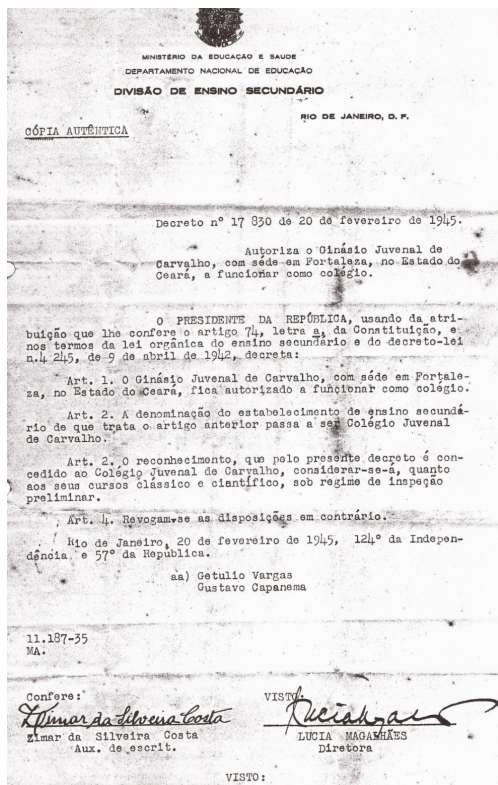 MINISTÉRIO DA EDUCAÇÃO E SAUDE
DEPARTAMENTO NACIONAL DE EDUCAÇÃO
DIVISÃO DE ENSINO SECUNDÁRIO
RIO DE JANEIRO, D. F.
CÓPIA AUTÊNTICA
Decreto nº 17 830 de 20 de fevereiro de 1945.
Autoriza o Ginásio Juvenal de
Carvalho, com séde em Fortaleza, no Estado do
Ceará, a funcionar como colégio.
O PRESIDENTE DA REPÚBLICA, usando da atri-
buição que lhe confere o artigo 74, letra a, da Constituição, e
nos termos da lei orgânica do ensino secundário e do decreto-lei
n.4 245, de 9 de abril de 1942, decreta:
Art. 1. O Ginásio Juvenal de Carvalho, com séde em Fortale-
za, no Estado do Ceará, fica autorizado a funcionar como colégio.
Art. 2. A denominação do estabelecimento de ensino secundá-
rio de que trata o artigo anterior passa a ser Colégio Juvenal
de Carvalho.
Art. 2. O reconhecimento, que pelo presente decreto é con-
cedido ao Colégio Juvenal de Carvalho, considerar-se-á, quanto
aos seus cursos clássico e científico, sob regime de inspeção
preliminar.
Art. 4. Revogam-se as disposições em contrário.
Rio de Janeiro, 20 de fevereiro de 1945, 124º da Indepen-
dência e 57º da República.
aa) Getulio Vargas
Gustavo Capanema
11.187-35
MA.
Confere:
VISTO:
Zimar da Silveira Costa
Zimar da Silveira Costa
Aux. de escrit.
LUCIA MAGALHÃES
Diretora
VISTO: